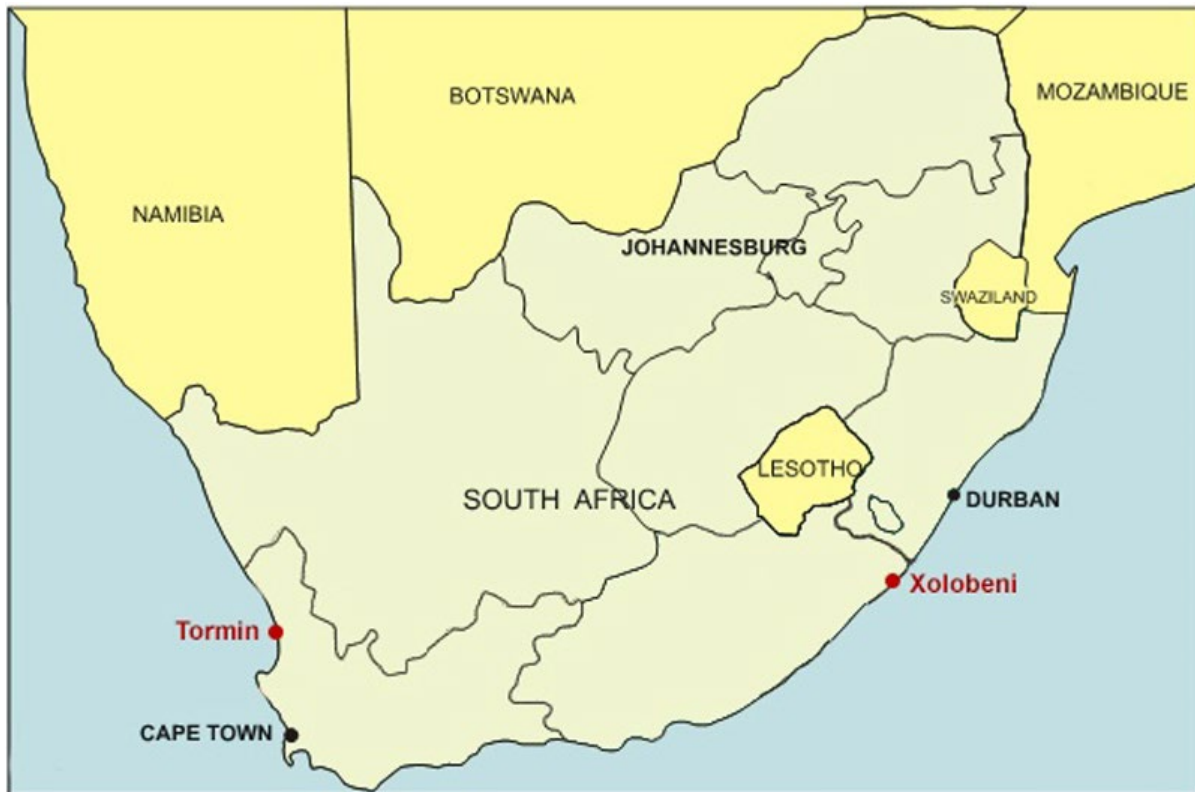 BOTSWANA
MOZAMBIQUE
NAMIBIA
JOHANNESBURG
SWAZILAND
LESOTHO
SOUTH AFRICA
DURBAN
Xolobeni
Tormin
CAPE TOWN